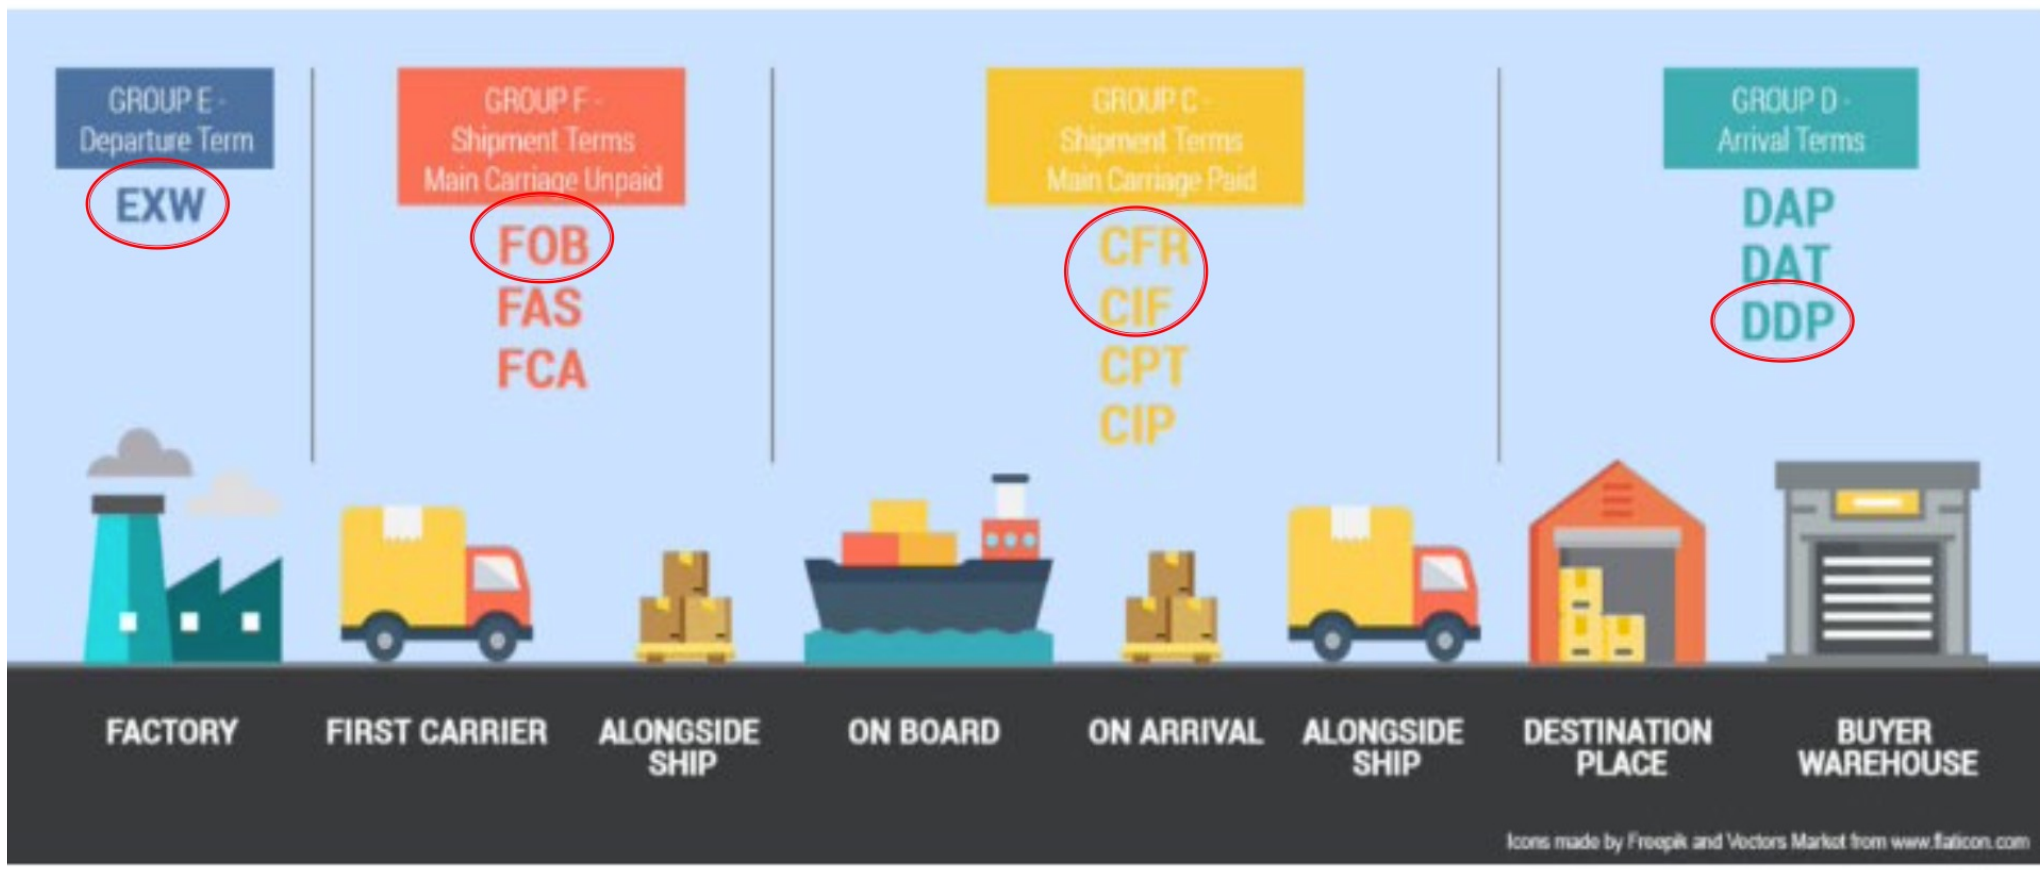 GROUP E -
Departure Term
EXW
GROUP F -
Shipment Terms
Main Carriage Unpaid
FOB
FAS
FCA
GROUP C -
Shipment Terms
Main Carriage Paid
CFR
CIF
CPT
CIP
GROUP D -
Arrival Terms
DAP
DAT
DDP
FACTORY
FIRST CARRIER
ALONGSIDE
SHIP
ON BOARD
ON ARRIVAL
ALONGSIDE
SHIP
DESTINATION
PLACE
BUYER
WAREHOUSE
Icons made by Freepik and Vectors Market from www.flaticon.com